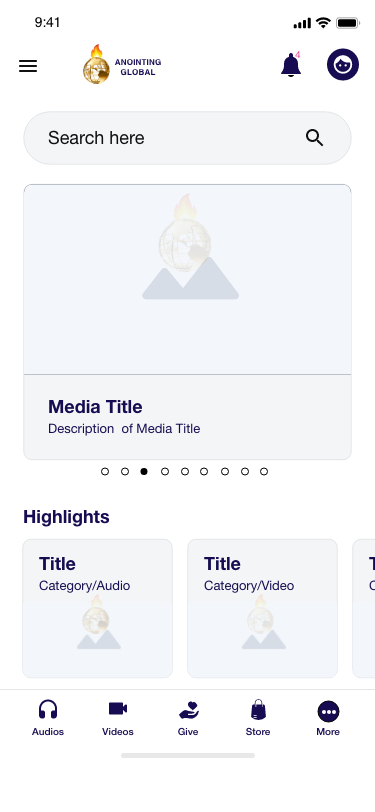 9:41
ANOINTING
GLOBAL
4
Search here
Media Title
Description of Media Title
Highlights
Title
Category/Audio
Title
Category/Video
Audios
Videos
Give
Store
More